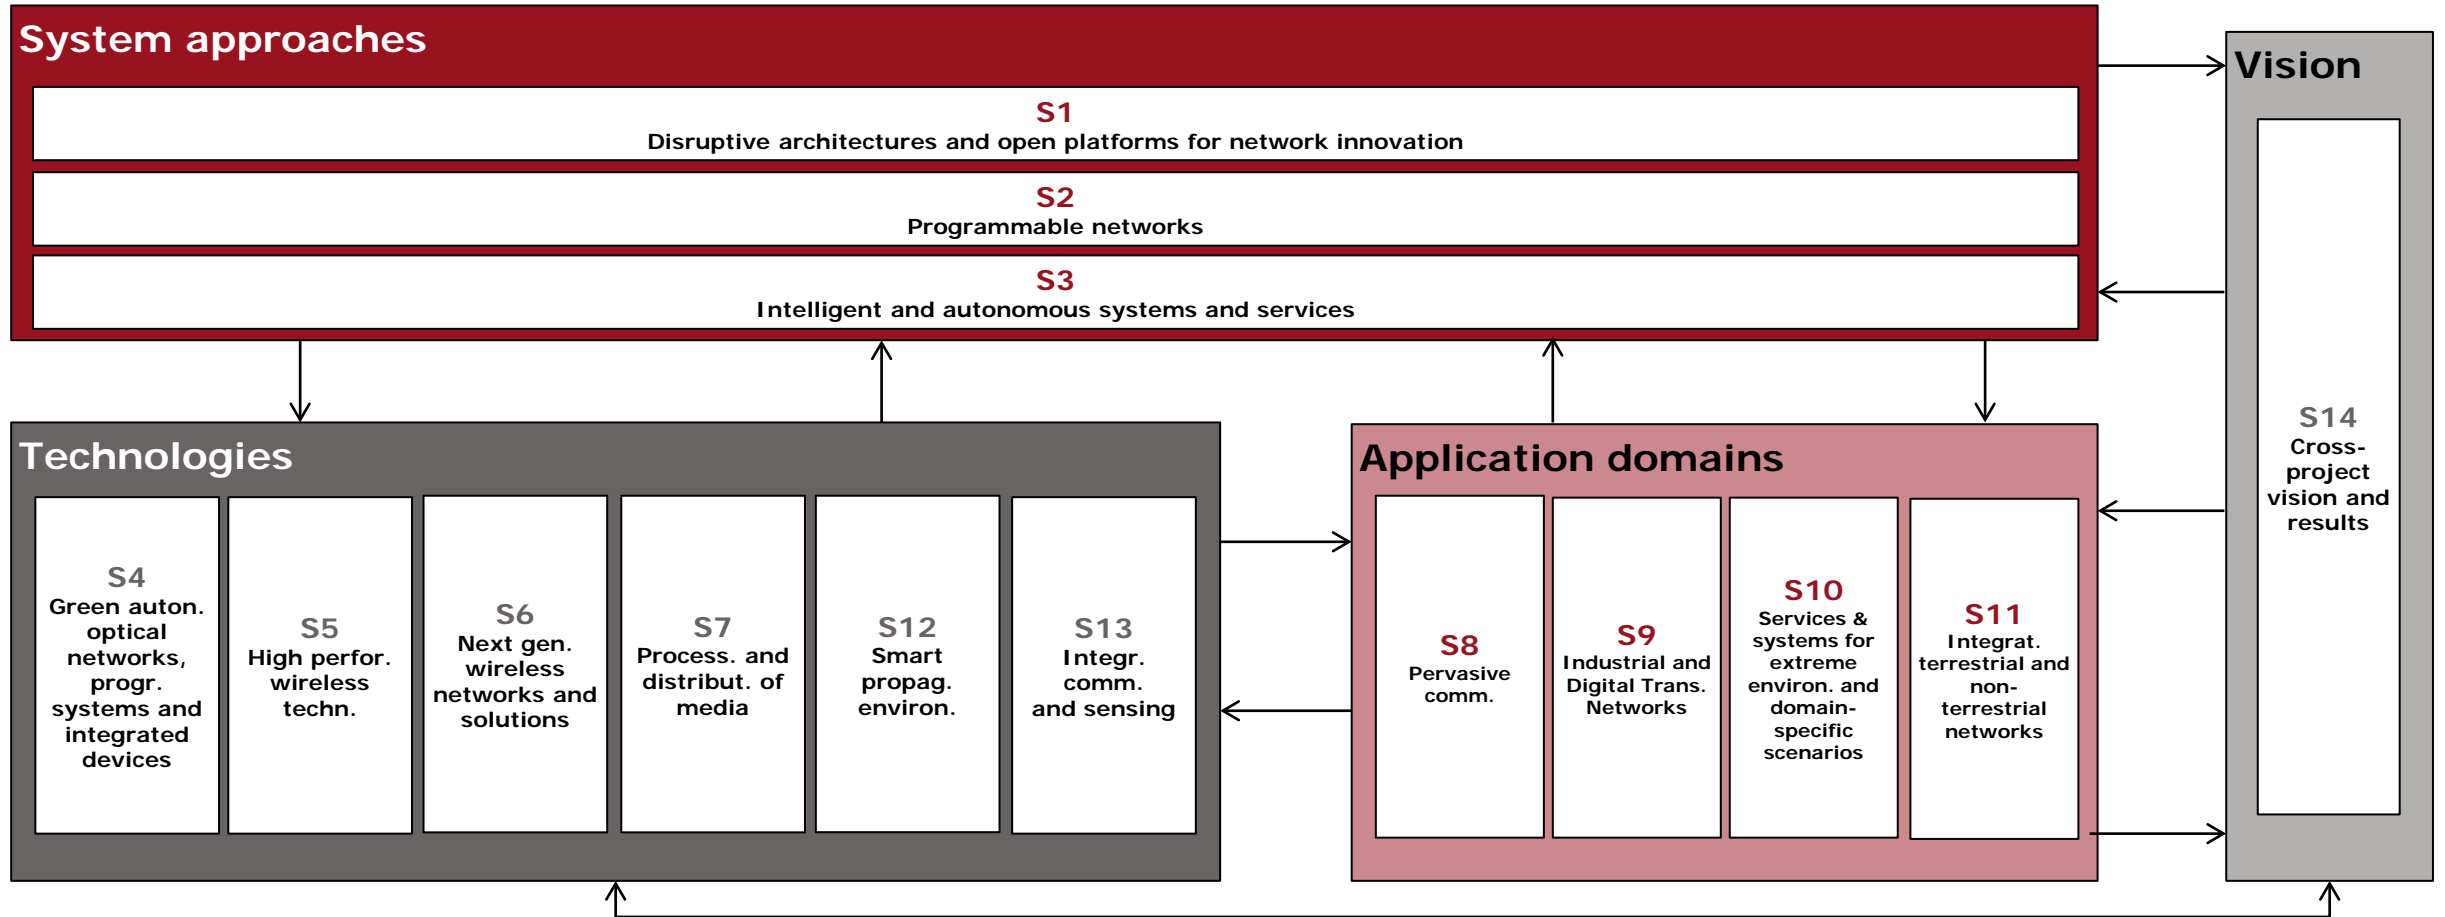 System approaches
S1
Disruptive architectures and open platforms for network innovation
S2
Programmable networks
S3
Intelligent and autonomous systems and services
Technologies
S4
Green auton.
optical
networks,
progr.
systems and
integrated
devices
S5
High perfor.
wireless
techn.
S6
Next gen.
wireless
networks and
solutions
S7
Process. and
distribut. of
media
S12
Smart
propag.
environ.
S13
Integr.
comm.
and sensing
Application domains
S8
Pervasive
comm.
S9
Industrial and
Digital Trans.
Networks
S10
Services &
systems for
extreme
environ. and
domain-
specific
scenarios
S11
Integrat.
terrestrial and
non-
terrestrial
networks
Vision
S14
Cross-
project
vision and
results